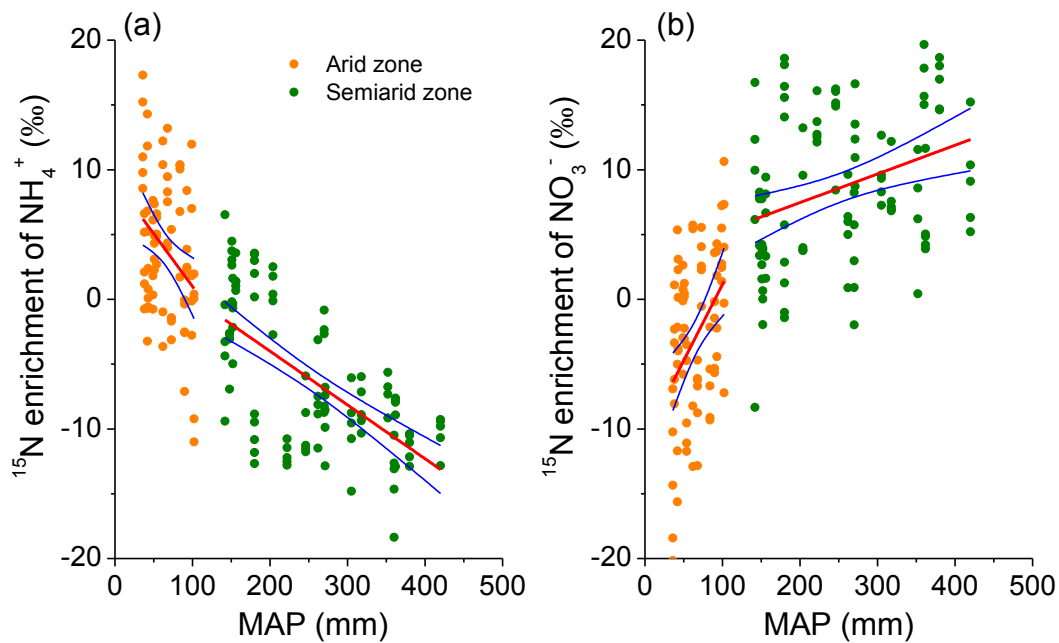 (a)
(b)
Arid zone
Semiarid zone
¹⁵N enrichment of NH₄⁺ (‰)
20
10
0
-10
-20
0 100 200 300 400 500
MAP (mm)
¹⁵N enrichment of NO₃⁻ (‰)
20
10
0
-10
-20
0 100 200 300 400 500
MAP (mm)